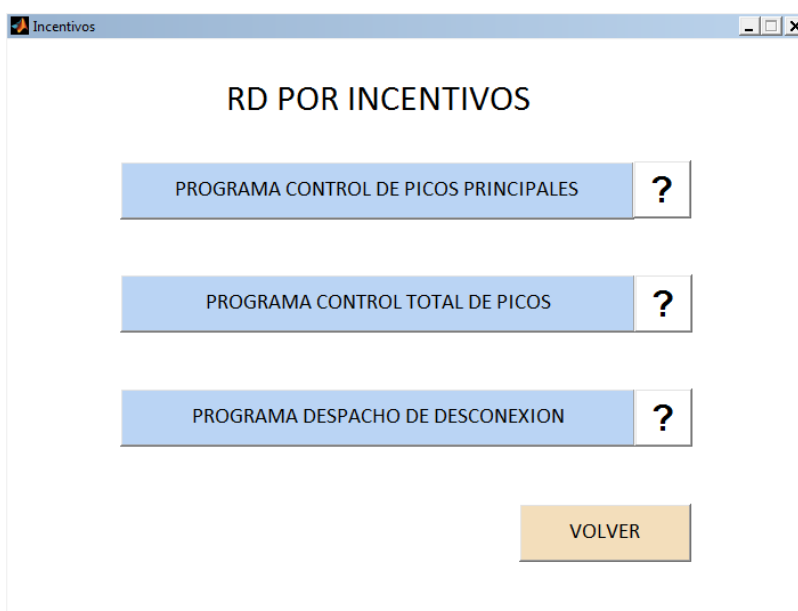 Incentivos
RD POR INCENTIVOS
PROGRAMA CONTROL DE PICOS PRINCIPALES ?
PROGRAMA CONTROL TOTAL DE PICOS ?
PROGRAMA DESPACHO DE DESCONEXION ?
VOLVER